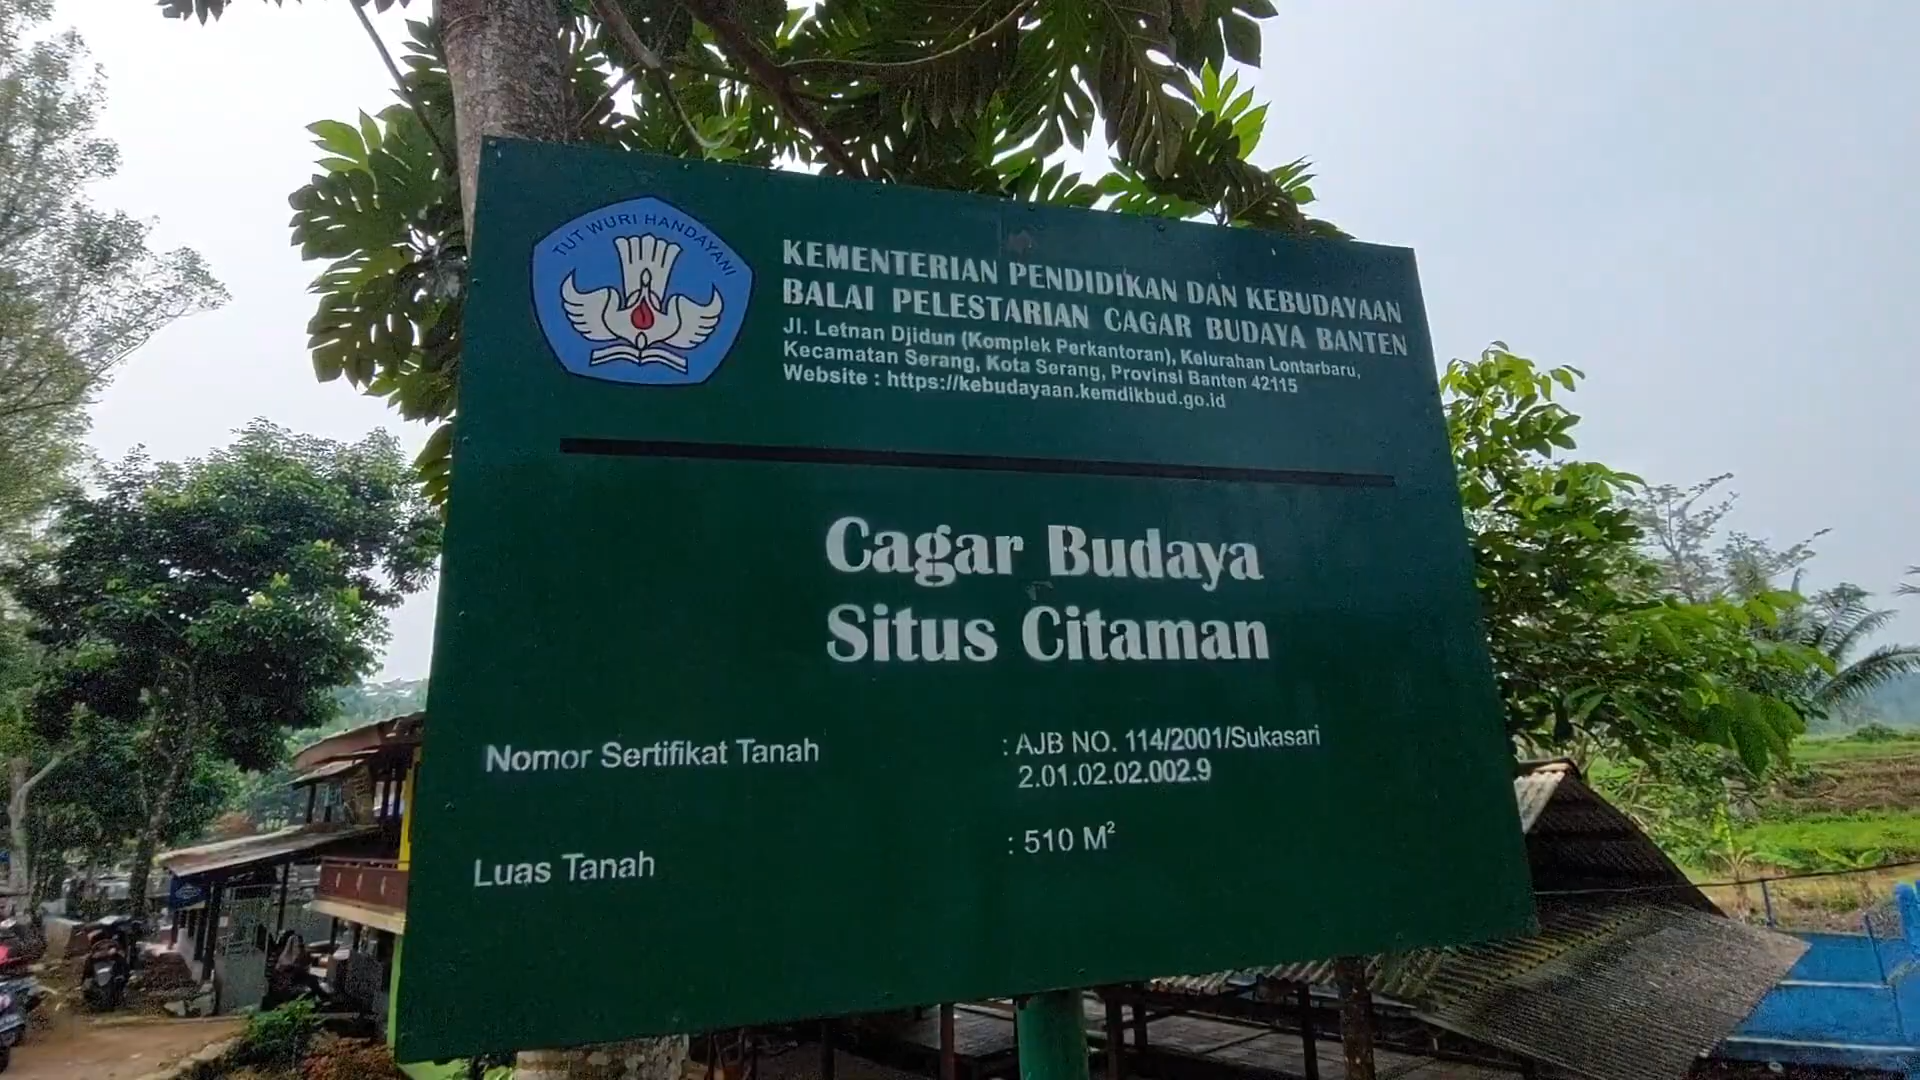 TUT WURI HANDAYANI
KEMENTERIAN PENDIDIKAN DAN KEBUDAYAAN
BALAI PELESTARIAN CAGAR BUDAYA BANTEN
Jl. Letnan Djidun (Komplek Perkantoran), Kelurahan Lontarbaru,
Kecamatan Serang, Kota Serang, Provinsi Banten 42115
Website : https://kebudayaan.kemdikbud.go.id
Cagar Budaya
Situs Citaman
Nomor Sertifikat Tanah : AJB NO. 114/2001/Sukasari
2.01.02.02.002.9
Luas Tanah : 510 M²